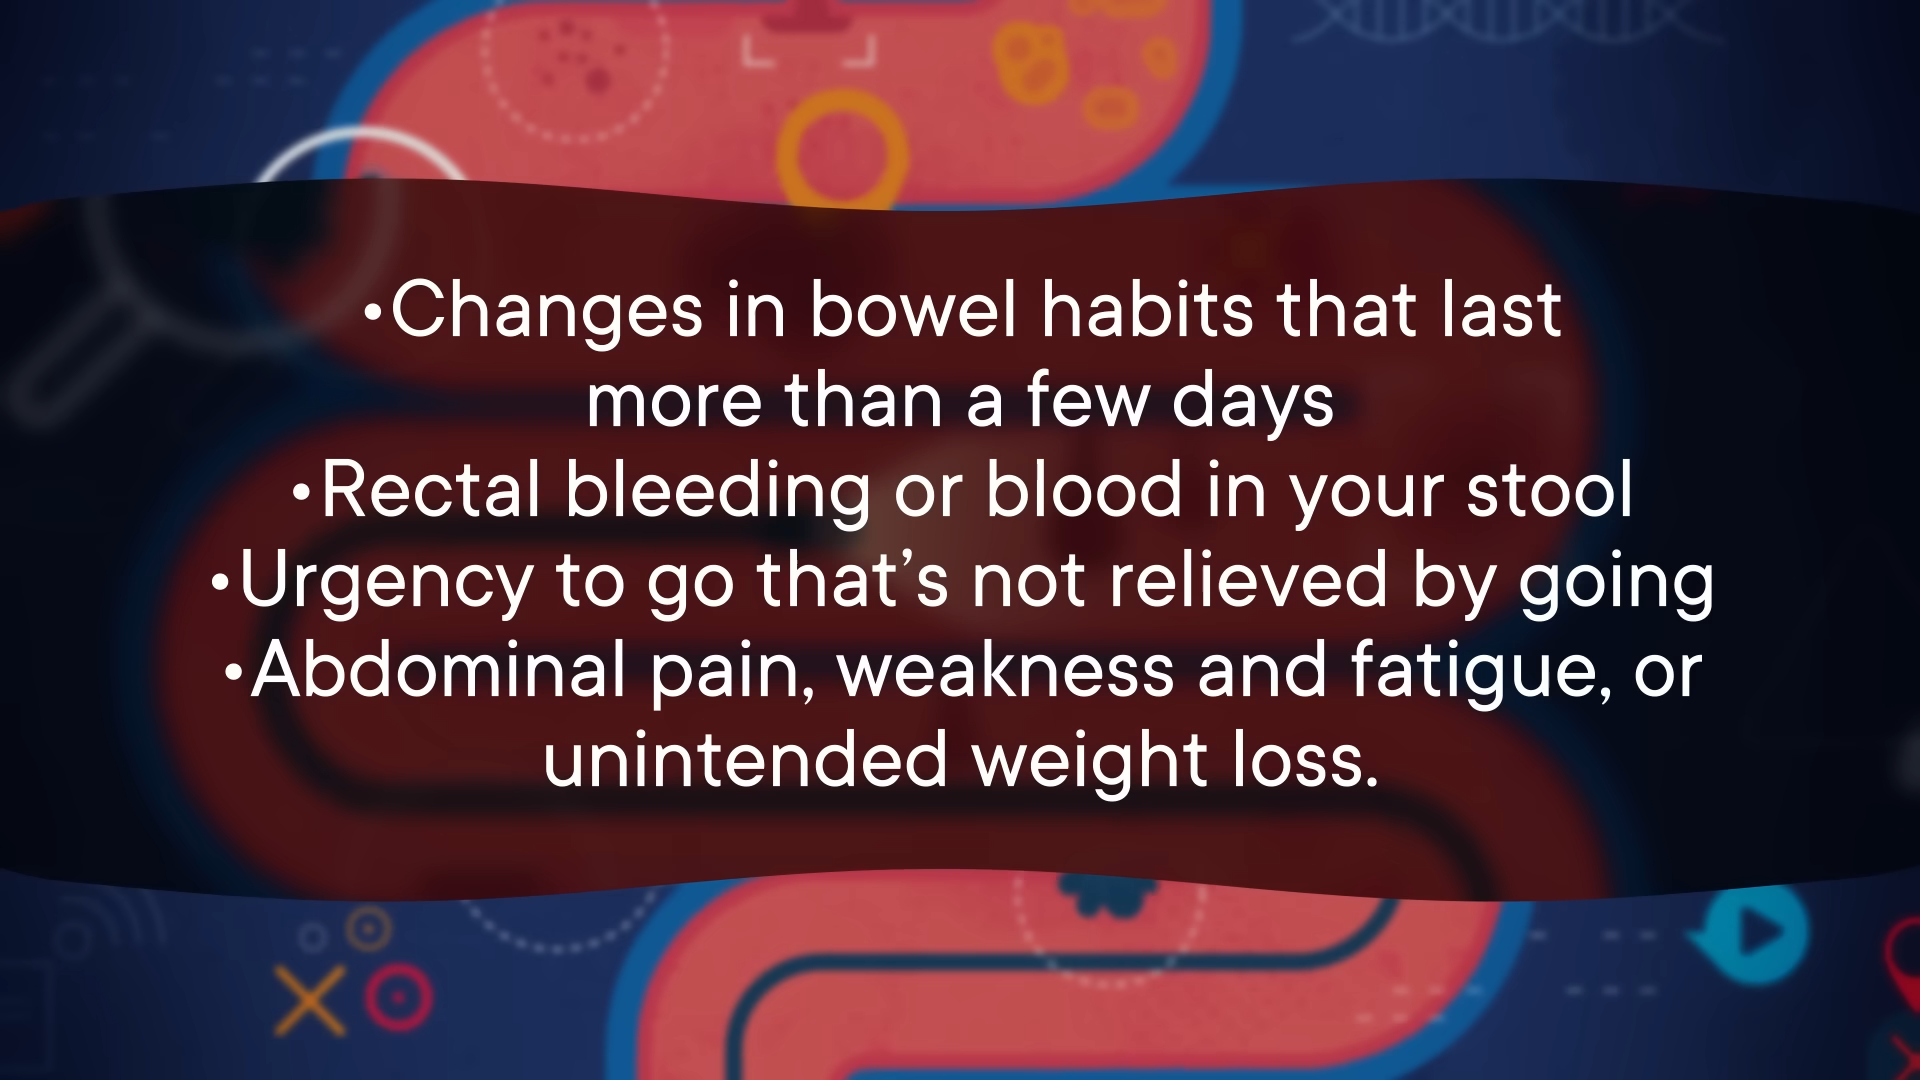 •Changes in bowel habits that last
more than a few days
•Rectal bleeding or blood in your stool
•Urgency to go that’s not relieved by going
•Abdominal pain, weakness and fatigue, or
unintended weight loss.